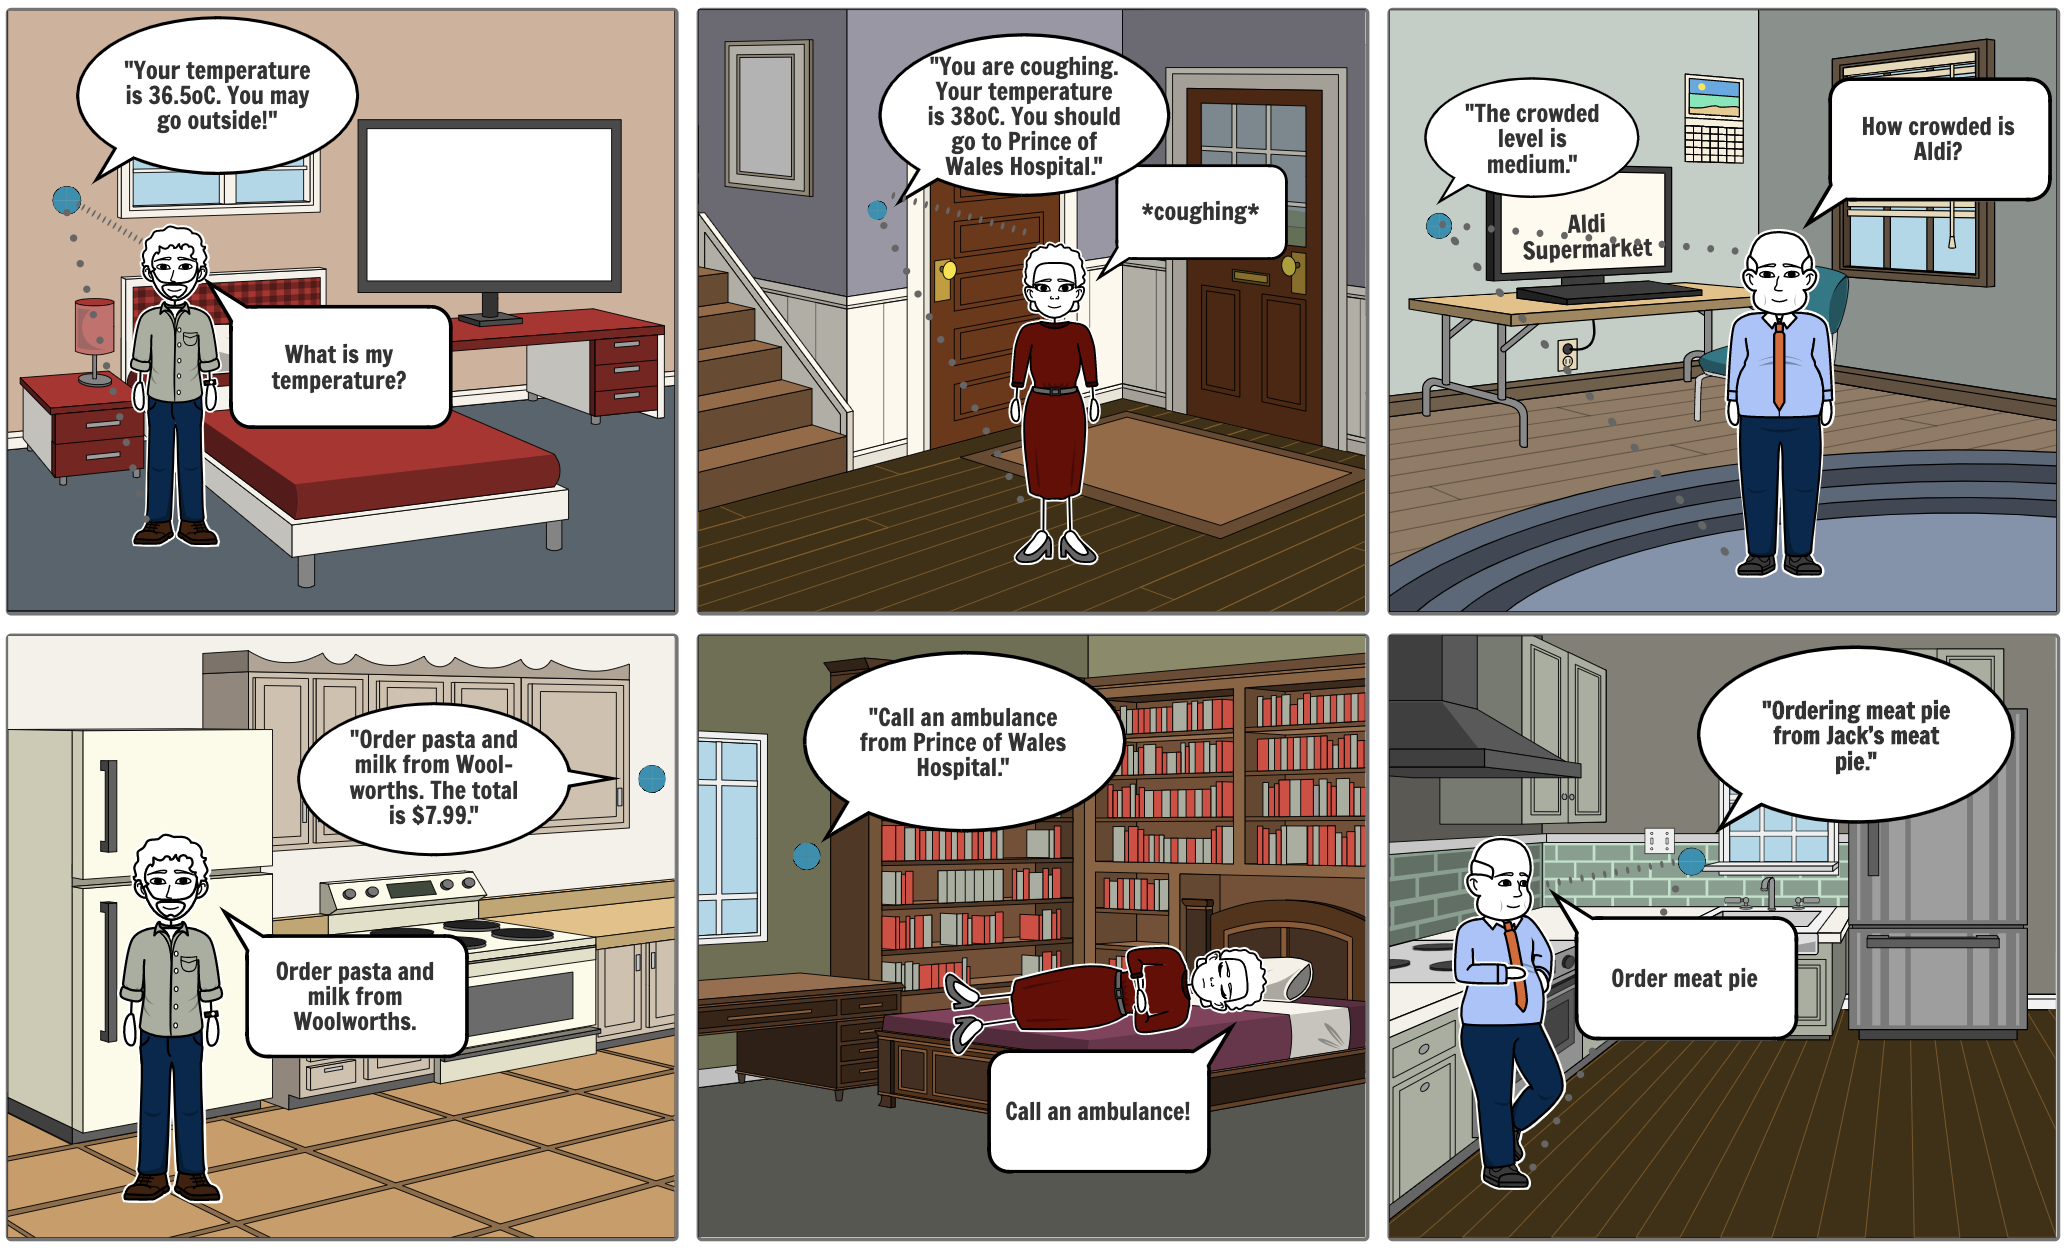 "Your temperature
is 36.5oC. You may
go outside!"
What is my
temperature?
"You are coughing.
Your temperature
is 38oC. You should
go to Prince of
Wales Hospital."
*coughing*
"The crowded
level is
medium."
How crowded is
Aldi?
Aldi
Supermarket
"Order pasta and
milk from Wool-
worths. The total
is $7.99."
Order pasta and
milk from
Woolworths.
"Call an ambulance
from Prince of Wales
Hospital."
Call an ambulance!
"Ordering meat pie
from Jack's meat
pie."
Order meat pie